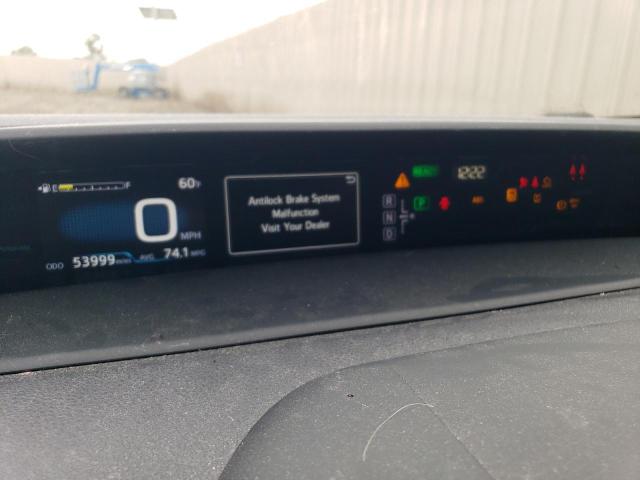 E F
60°F
0 MPH
ODO 53999 MILES AVG 74.1 MPG
Antilock Brake System
Malfunction
Visit Your Dealer
READY 12:22
P
R
N
D